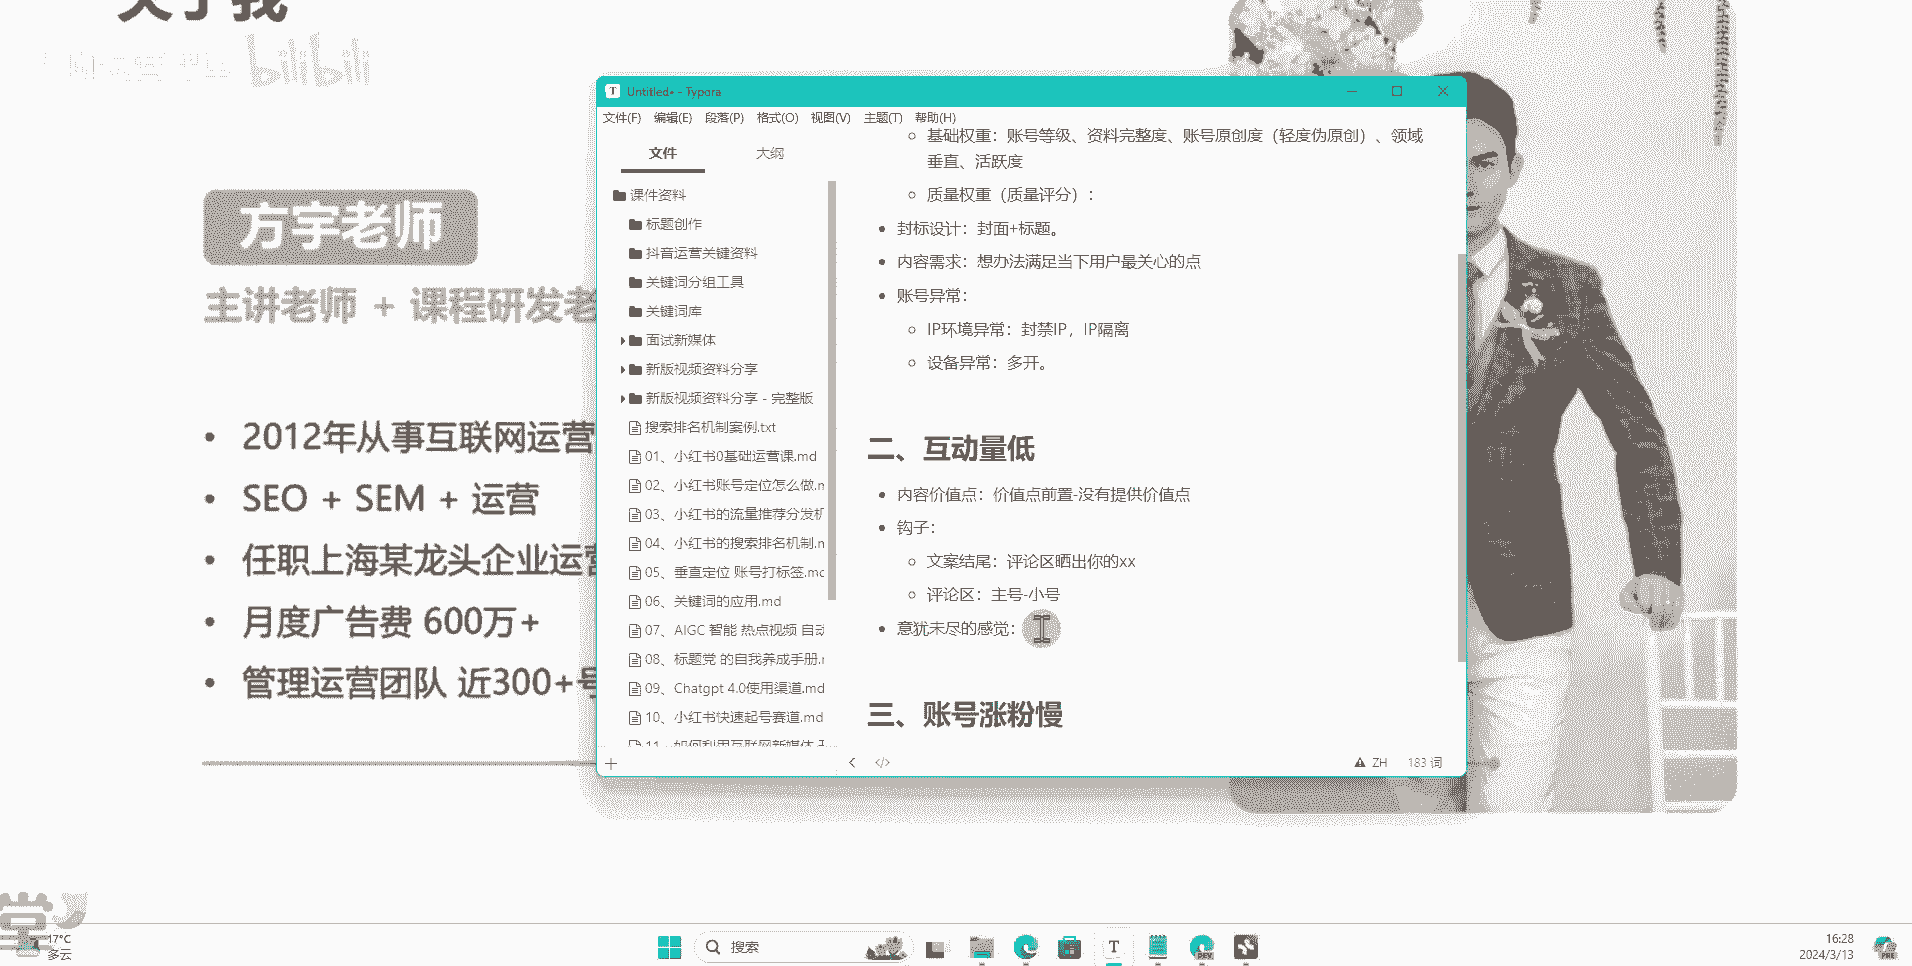 关于我
bilibili
方宇老师
主讲老师 + 课程研发老
• 2012年从事互联网运营
• SEO + SEM + 运营
• 任职上海某龙头企业运营
• 月度广告费 600万+
• 管理运营团队 近300+号
Untitled• - Typora
文件(F) 编辑(E) 段落(P) 格式(O) 视图(V) 主题(T) 帮助(H)
文件 大纲
课件资料
标题创作
抖音运营关键资料
关键词分组工具
关键词库
面试新媒体
新版视频资料分享
新版视频资料分享 - 完整版
搜索排名机制案例.txt
01、小红书0基础运营课.md
02、小红书账号定位怎么做.m
03、小红书的流量推荐分发机
04、小红书的搜索排名机制.m
05、垂直定位 账号打标签.mc
06、关键词的应用.md
07、AIGC 智能 热点视频 自动
08、标题党 的自我养成手册.r
09、Chatgpt 4.0使用渠道.md
10、小红书快速起号赛道.md
11、如何利用互联网新媒体
基础权重：账号等级、资料完整度、账号原创度（轻度伪原创）、领域
垂直、活跃度
质量权重（质量评分）：
• 封标设计：封面+标题。
• 内容需求：想办法满足当下用户最关心的点
• 账号异常：
IP环境异常：封禁IP，IP隔离
设备异常：多开。
二、互动量低
• 内容价值点：价值点前置-没有提供价值点
• 钩子：
文案结尾：评论区晒出你的xx
评论区：主号-小号
• 意犹未尽的感觉：
三、账号涨粉慢
ZH 183 词
堂
17°C
多云
搜索
T
DEV
16:28
2024/3/13
PRE